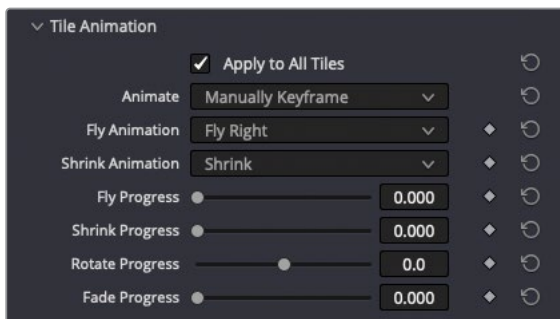 Tile Animation
Apply to All Tiles
Animate Manually Keyframe
Fly Animation Fly Right
Shrink Animation Shrink
Fly Progress 0.000
Shrink Progress 0.000
Rotate Progress 0.0
Fade Progress 0.000